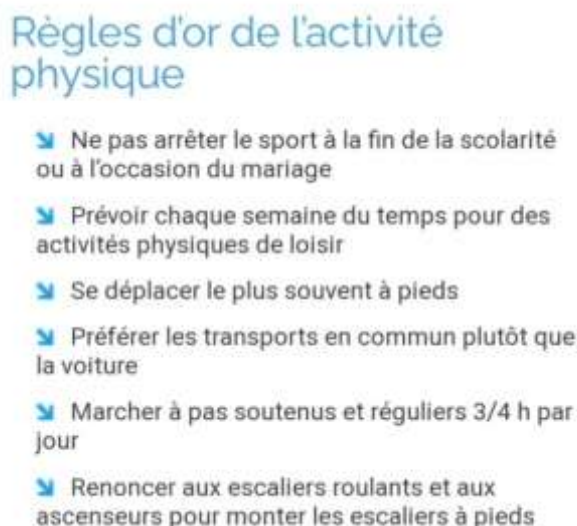 Règles d'or de l'activité
physique
Ne pas arrêter le sport à la fin de la scolarité
ou à l'occasion du mariage
Prévoir chaque semaine du temps pour des
activités physiques de loisir
Se déplacer le plus souvent à pieds
Préférer les transports en commun plutôt que
la voiture
Marcher à pas soutenus et réguliers 3/4 h par
jour
Renoncer aux escaliers roulants et aux
ascenseurs pour monter les escaliers à pieds